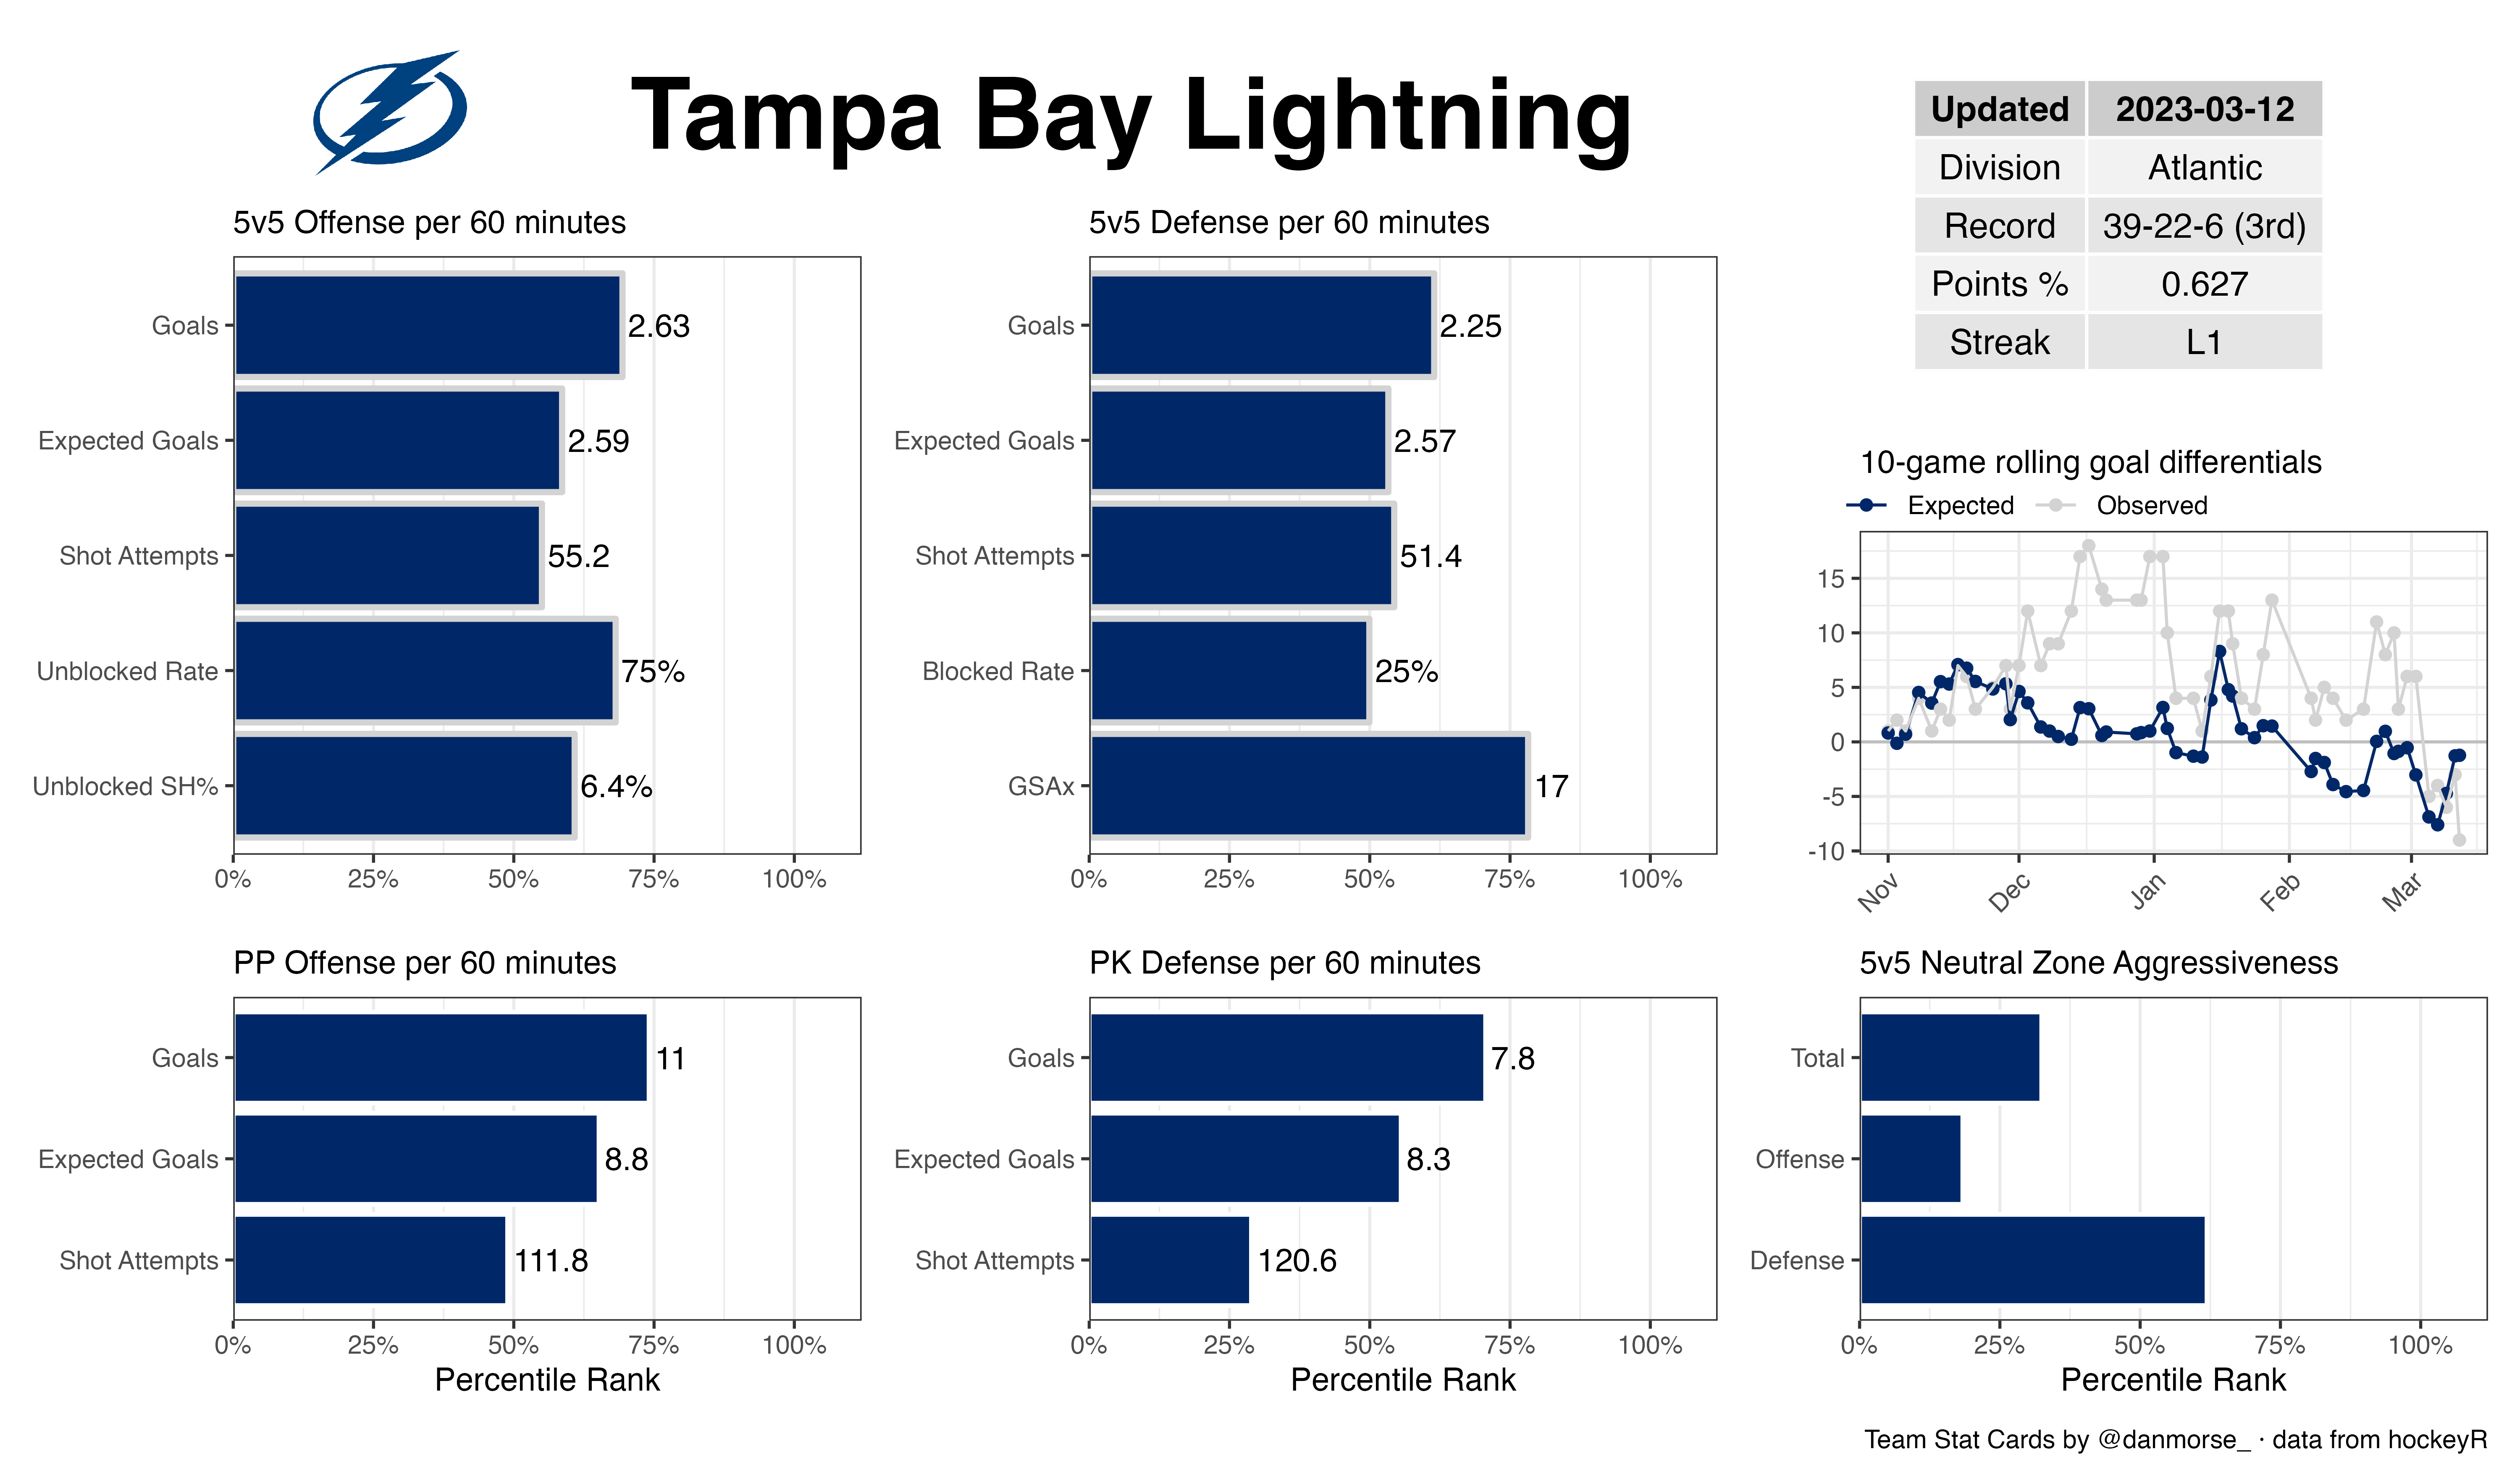 Tampa Bay Lightning
Updated 2023-03-12
Division Atlantic
Record 39-22-6 (3rd)
Points % 0.627
Streak L1
5v5 Offense per 60 minutes
Goals 2.63
Expected Goals 2.59
Shot Attempts 55.2
Unblocked Rate 75%
Unblocked SH% 6.4%
0% 25% 50% 75% 100%
5v5 Defense per 60 minutes
Goals 2.25
Expected Goals 2.57
Shot Attempts 51.4
Blocked Rate 25%
GSAx 17
0% 25% 50% 75% 100%
10-game rolling goal differentials
Expected Observed
15
10
5
0
-5
-10
Nov Dec Jan Feb Mar
PP Offense per 60 minutes
Goals 11
Expected Goals 8.8
Shot Attempts 111.8
0% 25% 50% 75% 100%
Percentile Rank
PK Defense per 60 minutes
Goals 7.8
Expected Goals 8.3
Shot Attempts 120.6
0% 25% 50% 75% 100%
Percentile Rank
5v5 Neutral Zone Aggressiveness
Total
Offense
Defense
0% 25% 50% 75% 100%
Percentile Rank
Team Stat Cards by @danmorse_ · data from hockeyR